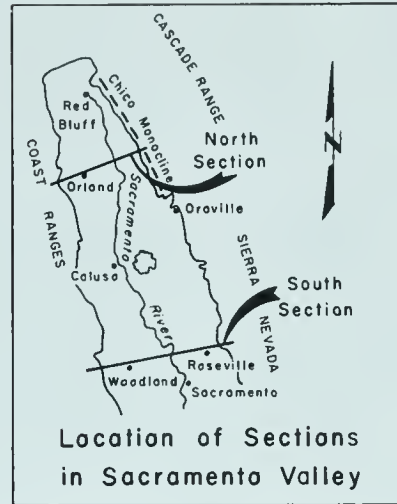 CASCADE RANGE
Chico Monocline
Red
Bluff
North
Section
N
COAST RANGES
Orland
Sacramento River
Oroville
Calusa
SIERRA NEVADA
South
Section
Roseville
Woodland
Sacramento
Location of Sections
in Sacramento Valley